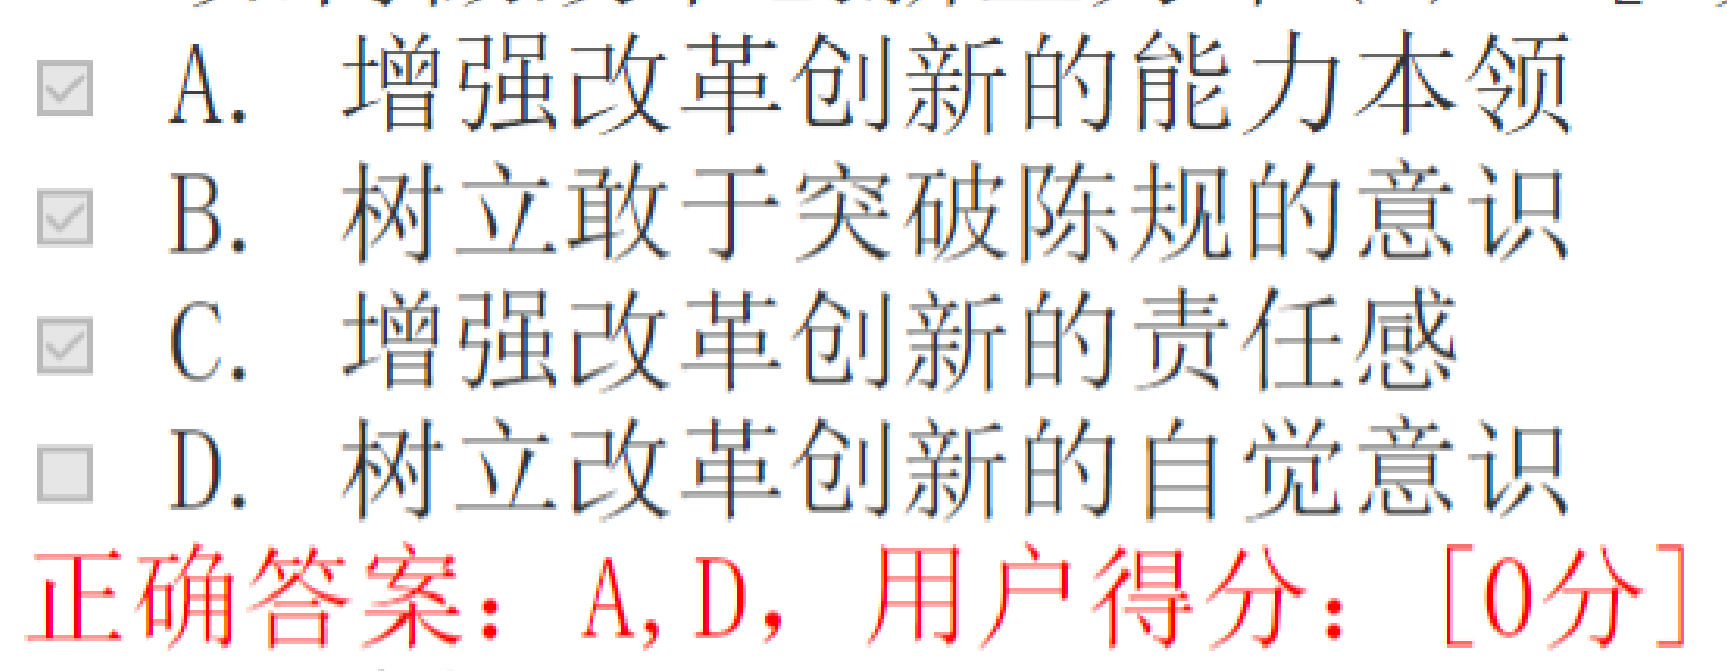 A. 增强改革创新的能力本领
B. 树立敢于突破陈规的意识
C. 增强改革创新的责任感
D. 树立改革创新的自觉意识
正确答案：A,D，用户得分：[0分]